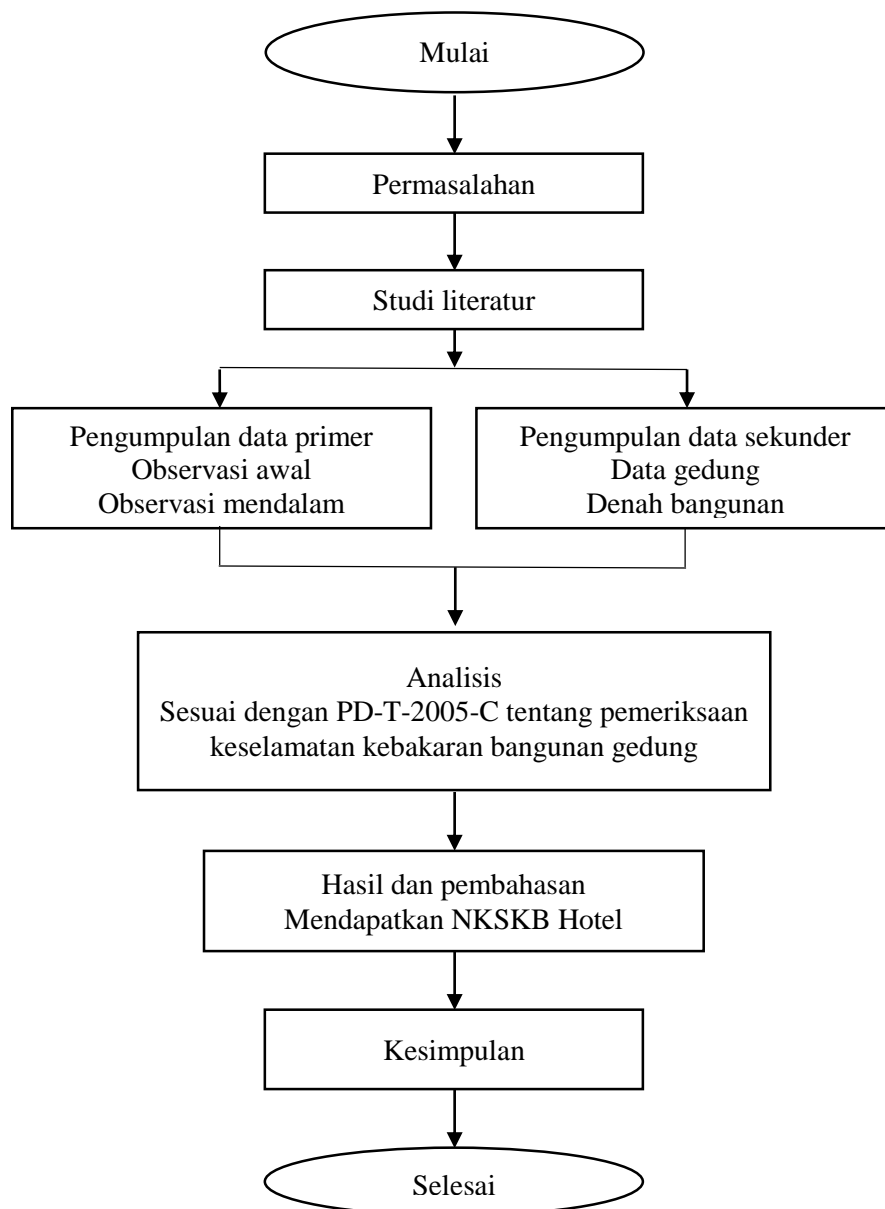 Mulai
Permasalahan
Studi literatur
Pengumpulan data primer
Observasi awal
Observasi mendalam
Pengumpulan data sekunder
Data gedung
Denah bangunan
Analisis
Sesuai dengan PD-T-2005-C tentang pemeriksaan
keselamatan kebakaran bangunan gedung
Hasil dan pembahasan
Mendapatkan NKSKB Hotel
Kesimpulan
Selesai